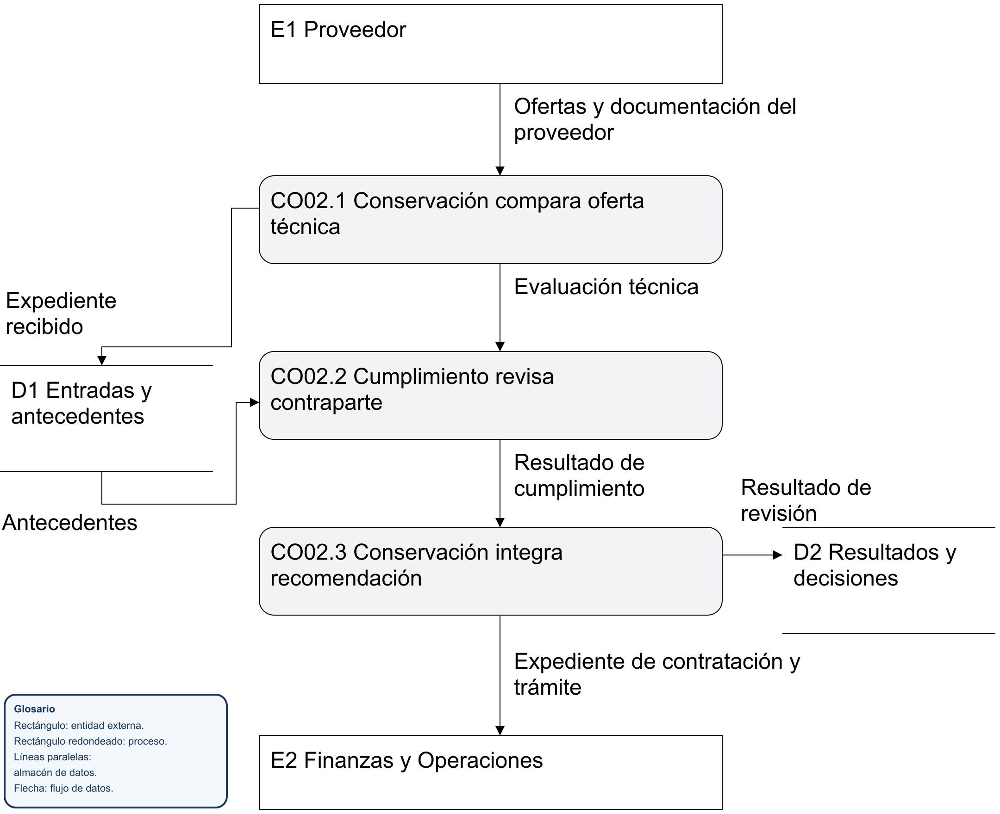 E1 Proveedor
Ofertas y documentación del
proveedor
CO02.1 Conservación compara oferta
técnica
Evaluación técnica
Expediente
recibido
CO02.2 Cumplimiento revisa
contraparte
D1 Entradas y
antecedentes
Antecedentes
Resultado de
cumplimiento
Resultado de
revisión
CO02.3 Conservación integra
recomendación
D2 Resultados y
decisiones
Expediente de contratación y
trámite
E2 Finanzas y Operaciones
Glosario
Rectángulo: entidad externa.
Rectángulo redondeado: proceso.
Líneas paralelas:
almacén de datos.
Flecha: flujo de datos.